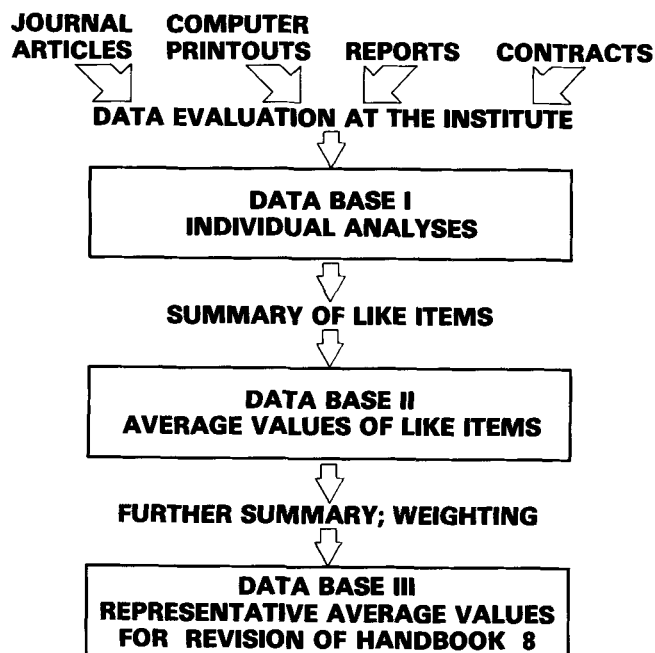 JOURNAL ARTICLES
COMPUTER PRINTOUTS
REPORTS
CONTRACTS
DATA EVALUATION AT THE INSTITUTE
DATA BASE I
INDIVIDUAL ANALYSES
SUMMARY OF LIKE ITEMS
DATA BASE II
AVERAGE VALUES OF LIKE ITEMS
FURTHER SUMMARY; WEIGHTING
DATA BASE III
REPRESENTATIVE AVERAGE VALUES
FOR REVISION OF HANDBOOK 8